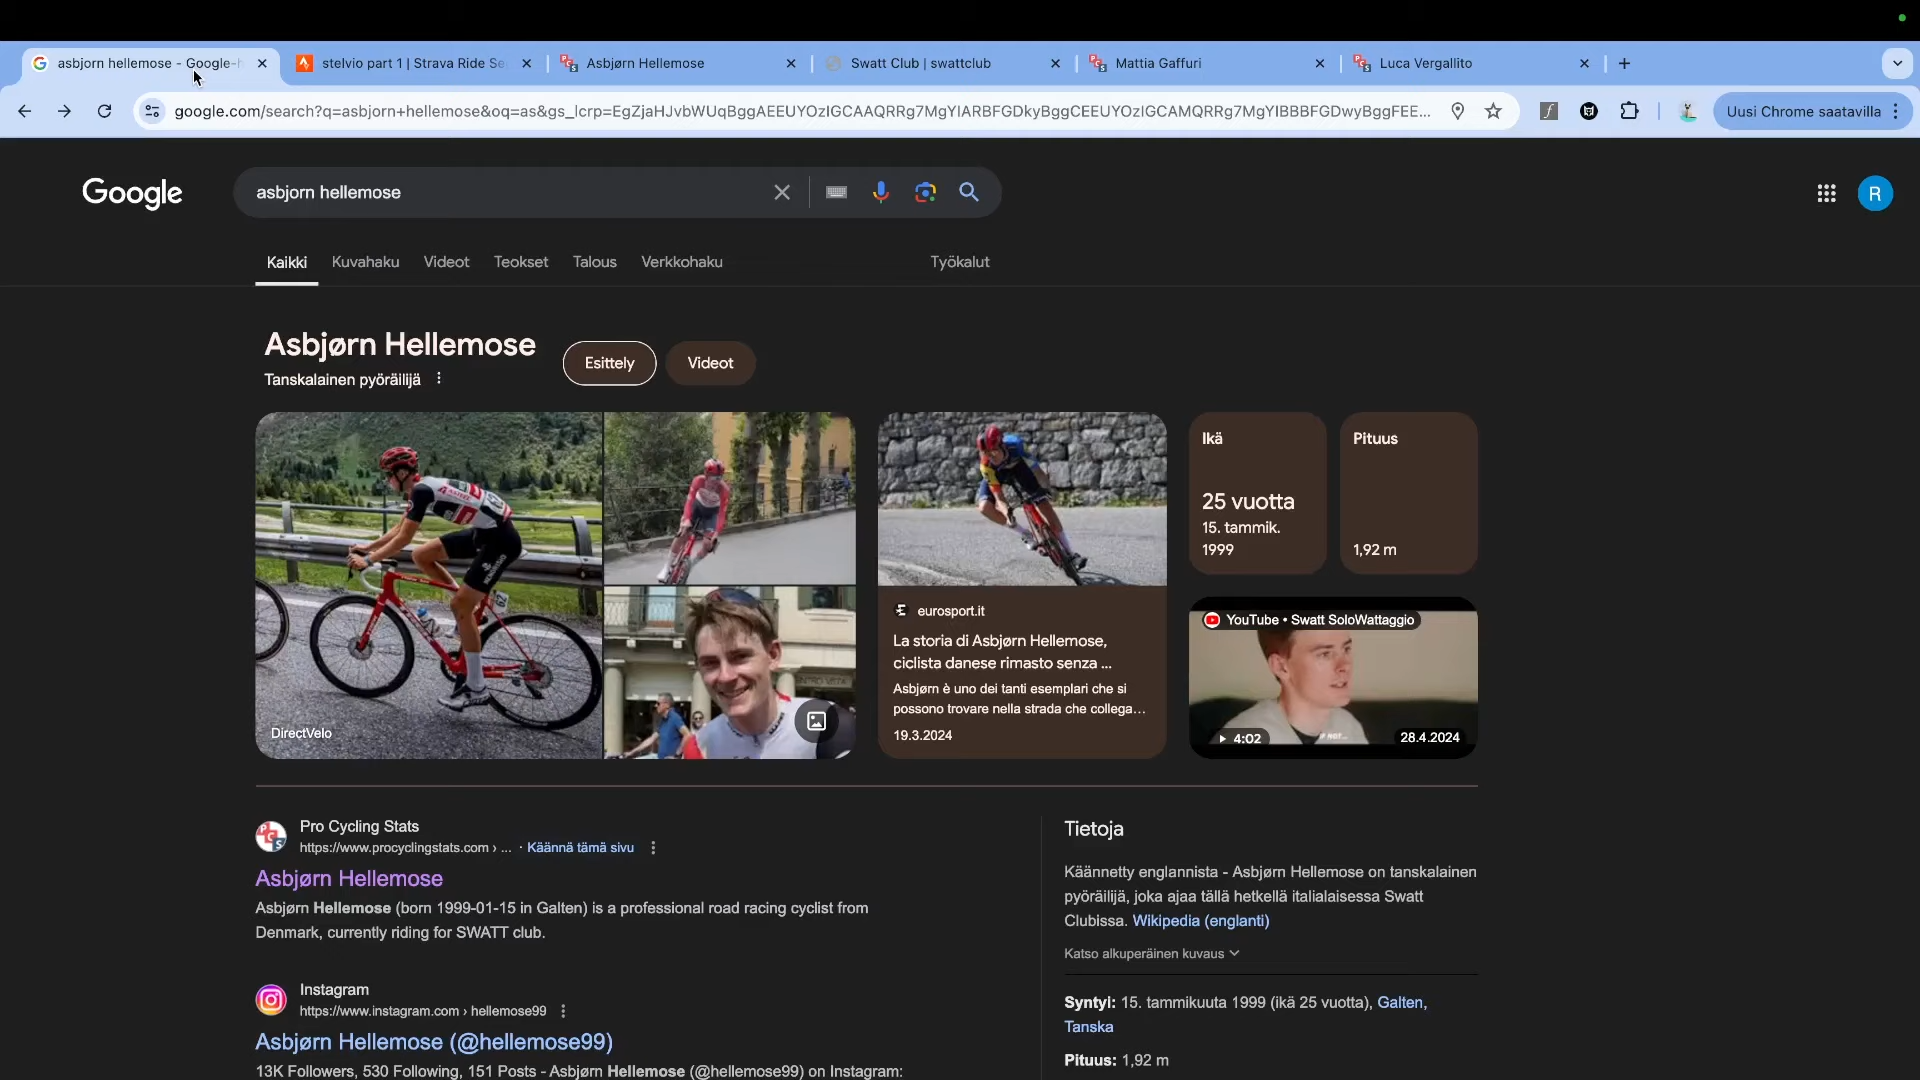 asbjorn hellemose - Google-h
stelvio part 1 | Strava Ride Se
Asbjørn Hellemose
Swatt Club | swattclub
Mattia Gaffuri
Luca Vergallito
google.com/search?q=asbjorn+hellemose&oq=as&gs_lcrp=EgZjaHJvbWUqBggAEEUYOzIGCAAQRRg7MgYIARBFGDkyBggCEEUYOzIGCAMQRRg7MgYIBBBFGDwyBggFEE...
Uusi Chrome saatavilla
Google
asbjorn hellemose
R
Kaikki
Kuvahaku
Videot
Teokset
Talous
Verkkohaku
Työkalut
Asbjørn Hellemose
Tanskalainen pyöräilijä
Esittely
Videot
DirectVelo
eurosport.it
La storia di Asbjørn Hellemose,
ciclista danese rimasto senza ...
Asbjørn è uno dei tanti esemplari che si
possono trovare nella strada che collega...
19.3.2024
Ikä
25 vuotta
15. tammik.
1999
Pituus
1,92 m
YouTube • Swatt SoloWattaggio
4:02
28.4.2024
Pro Cycling Stats
https://www.procyclingstats.com › ... · Käännä tämä sivu
Asbjørn Hellemose
Asbjørn Hellemose (born 1999-01-15 in Galten) is a professional road racing cyclist from
Denmark, currently riding for SWATT club.
Instagram
https://www.instagram.com › hellemose99
Asbjørn Hellemose (@hellemose99)
13K Followers, 530 Following, 151 Posts - Asbjørn Hellemose (@hellemose99) on Instagram:
Tietoja
Käännetty englannista - Asbjørn Hellemose on tanskalainen
pyöräilijä, joka ajaa tällä hetkellä italialaisessa Swatt
Clubissa. Wikipedia (englanti)
Katso alkuperäinen kuvaus
Syntyi: 15. tammikuuta 1999 (ikä 25 vuotta), Galten,
Tanska
Pituus: 1,92 m